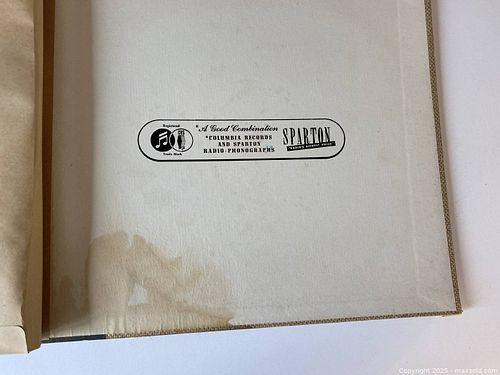 Registered
Trade Mark
"A Good Combination
"COLUMBIA RECORDS
AND SPARTON
RADIO-PHONOGRAPHS
SPARTON
"RADIO'S RICHEST VOICE"
Copyright 2025 - maxsold.com